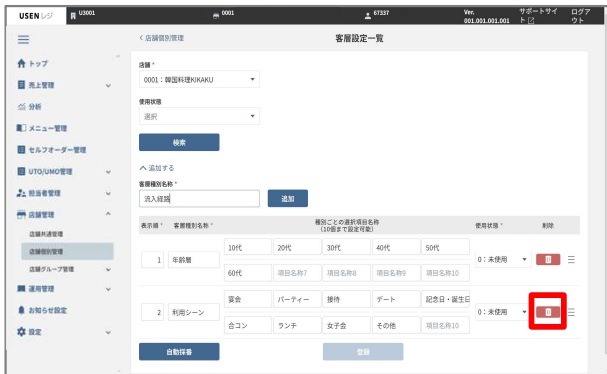 USEN レジ U3001 0001 67337 Ver. 001.001.001.001 サポートサイト ログアウト
店舗個別管理 客層設定一覧
トップ
売上管理
分析
メニュー管理
セルフオーダー管理
UTO/UMO管理
担当者管理
店舗管理
店舗共通管理
店舗個別管理
店舗グループ管理
運用管理
お知らせ設定
設定
店舗 *
0001:韓国料理KIKAKU
使用状態
選択
検索
追加する
客層種別名称 *
流入経路 追加
表示順 * 客層種別名称 * 種別ごとの選択項目名称 使用状態 * 削除
(10個まで設定可能)
1 年齢層 10代 20代 30代 40代 50代 0:未使用
60代 項目名称7 項目名称8 項目名称9 項目名称10
2 利用シーン 宴会 パーティー 接待 デート 記念日・誕生日 0:未使用
合コン ランチ 女子会 その他 項目名称10
自動採番 登録